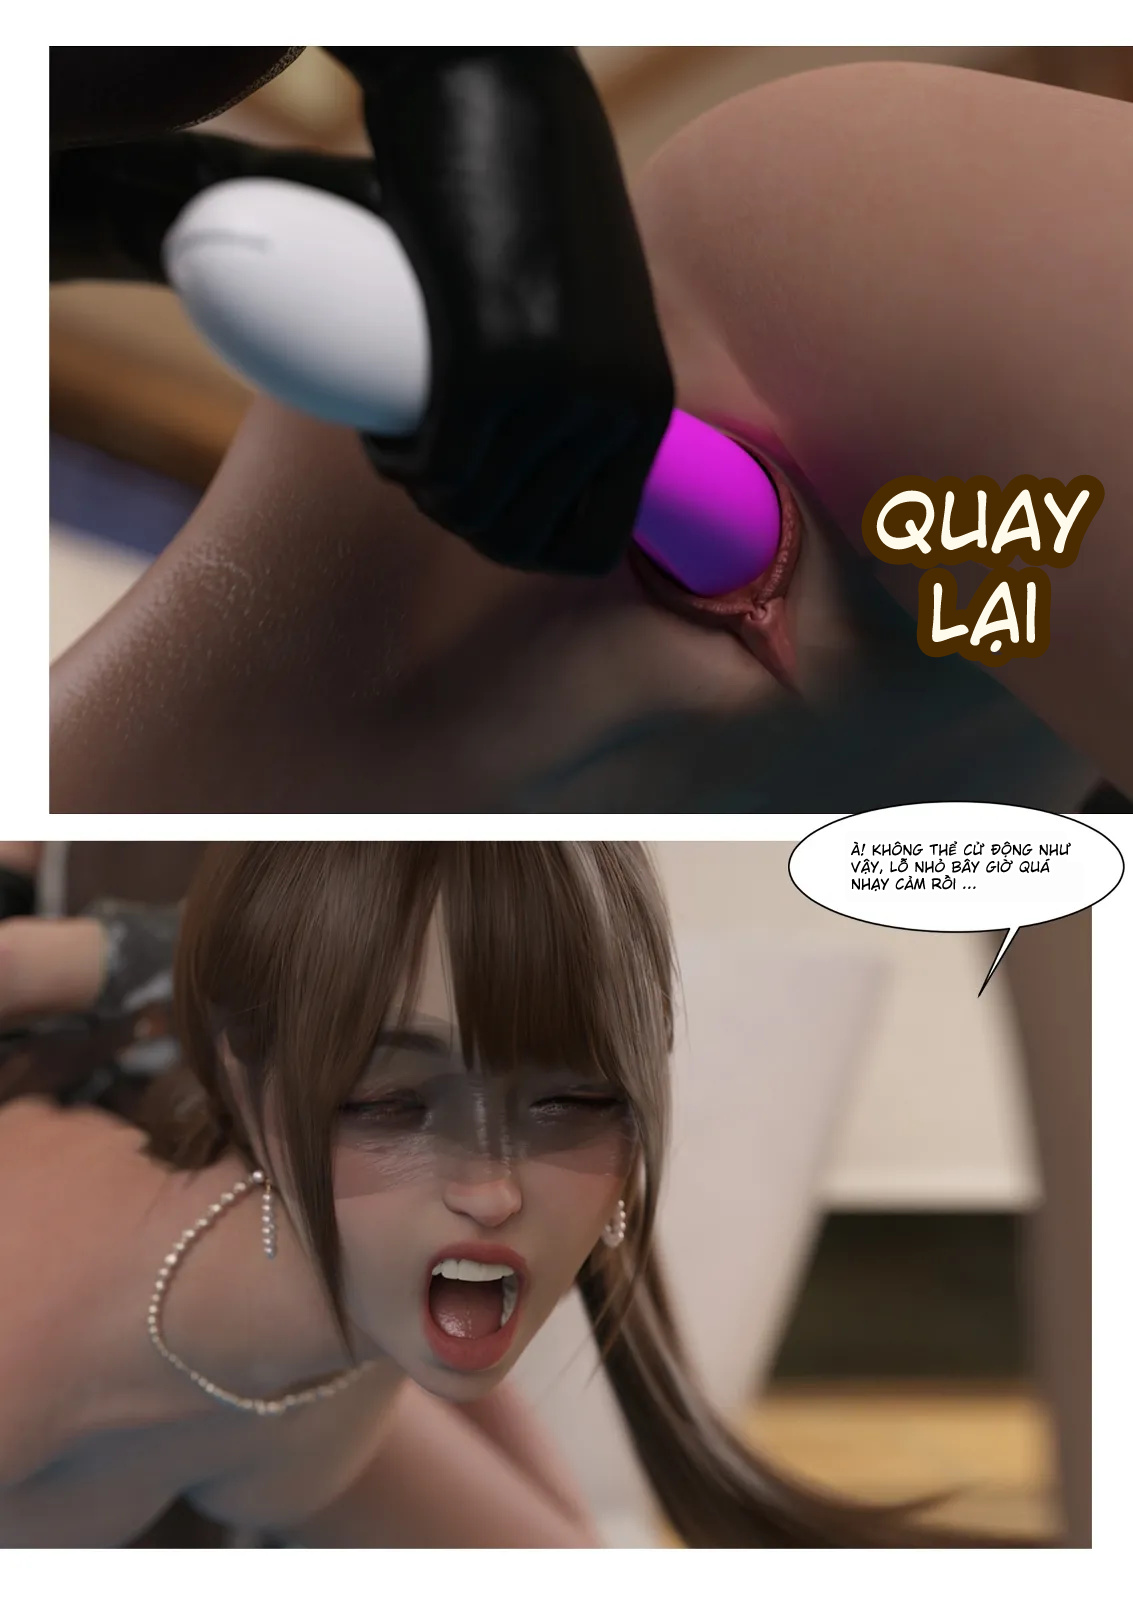 QUAY
LẠI
À! KHÔNG THỂ CỬ ĐỘNG NHƯ
VẬY, LỖ NHỎ BÂY GIỜ QUÁ
NHẠY CẢM RỒI ...